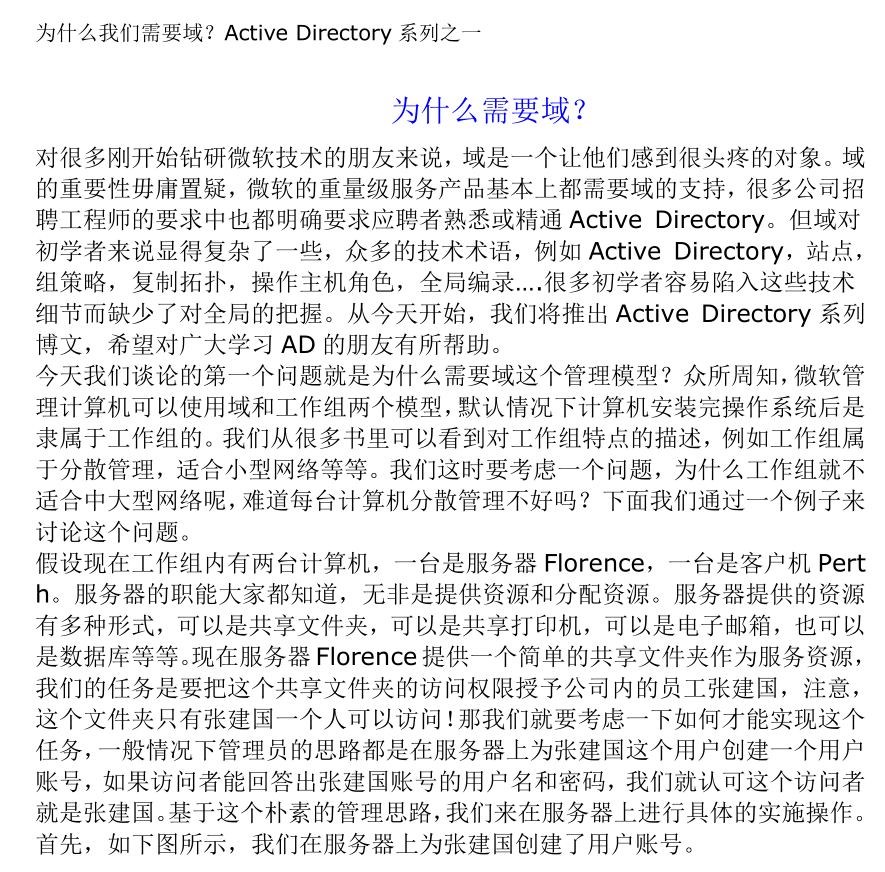 为什么我们需要域？Active Directory 系列之一
为什么需要域？
对很多刚开始钻研微软技术的朋友来说，域是一个让他们感到很头疼的对象。域
的重要性毋庸置疑，微软的重量级服务产品基本上都需要域的支持，很多公司招
聘工程师的要求中也都明确要求应聘者熟悉或精通 Active Directory。但域对
初学者来说显得复杂了一些，众多的技术术语，例如 Active Directory，站点，
组策略，复制拓扑，操作主机角色，全局编录….很多初学者容易陷入这些技术
细节而缺少了对全局的把握。从今天开始，我们将推出 Active Directory 系列
博文，希望对广大学习 AD 的朋友有所帮助。
今天我们谈论的第一个问题就是为什么需要域这个管理模型？众所周知，微软管
理计算机可以使用域和工作组两个模型，默认情况下计算机安装完操作系统后是
隶属于工作组的。我们从很多书里可以看到对工作组特点的描述，例如工作组属
于分散管理，适合小型网络等等。我们这时要考虑一个问题，为什么工作组就不
适合中大型网络呢，难道每台计算机分散管理不好吗？下面我们通过一个例子来
讨论这个问题。
假设现在工作组内有两台计算机，一台是服务器 Florence，一台是客户机 Pert
h。服务器的职能大家都知道，无非是提供资源和分配资源。服务器提供的资源
有多种形式，可以是共享文件夹，可以是共享打印机，可以是电子邮箱，也可以
是数据库等等。现在服务器 Florence 提供一个简单的共享文件夹作为服务资源，
我们的任务是要把这个共享文件夹的访问权限授予公司内的员工张建国，注意，
这个文件夹只有张建国一个人可以访问！那我们就要考虑一下如何才能实现这个
任务，一般情况下管理员的思路都是在服务器上为张建国这个用户创建一个用户
账号，如果访问者能回答出张建国账号的用户名和密码，我们就认可这个访问者
就是张建国。基于这个朴素的管理思路，我们来在服务器上进行具体的实施操作。
首先，如下图所示，我们在服务器上为张建国创建了用户账号。